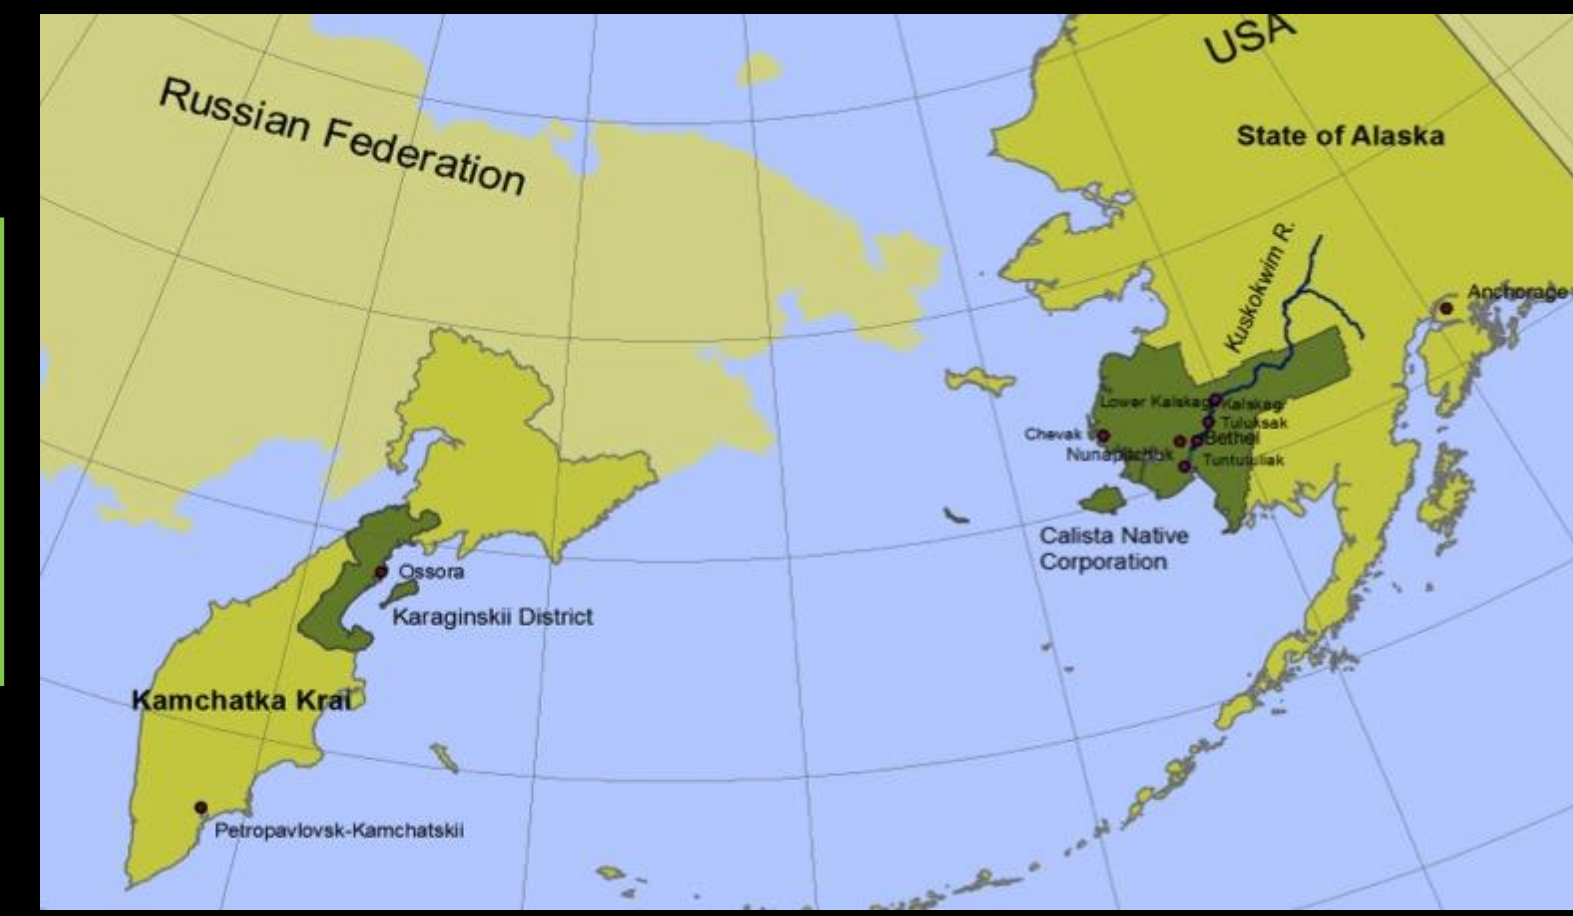 USA
Russian Federation
State of Alaska
Kuskokwim R.
Anchorage
Lower Kalskag
Kalskag
Tuluksak
Chevak
Bethel
Nunapitchuk
Tuntutuliak
Calista Native
Corporation
Ossora
Karaginskii District
Kamchatka Krai
Petropavlovsk-Kamchatskii